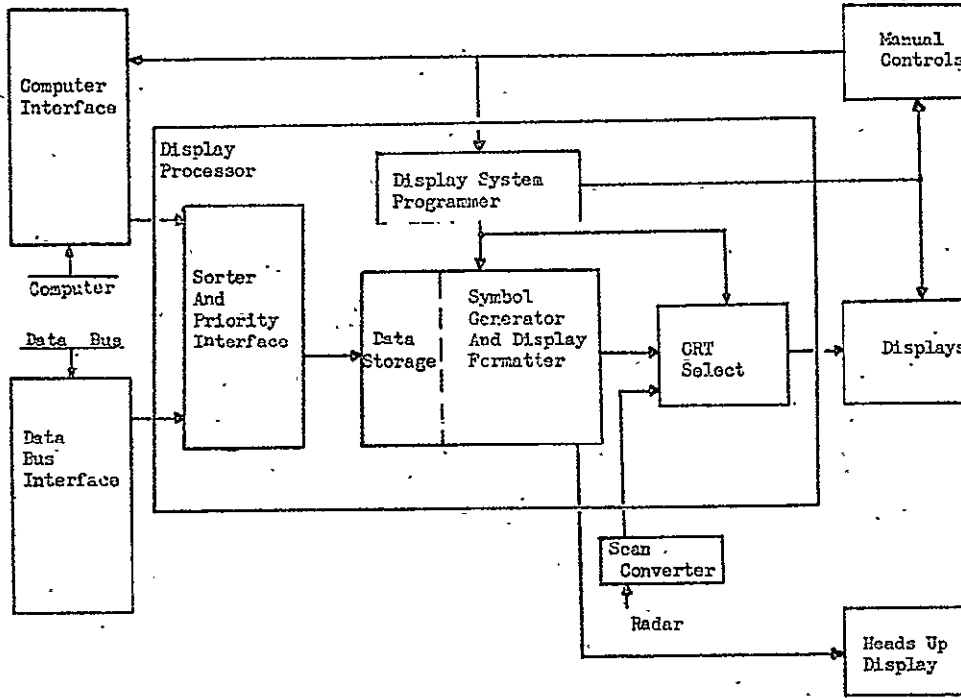 Computer
Interface
Manual
Controls
Display
Processor
Display System
Programmer
Computer
Sorter
And
Priority
Interface
Data
Storage
Symbol
Generator
And Display
Formatter
CRT
Select
Displays
Data Bus
Data
Bus
Interface
Scan
Converter
Radar
Heads Up
Display